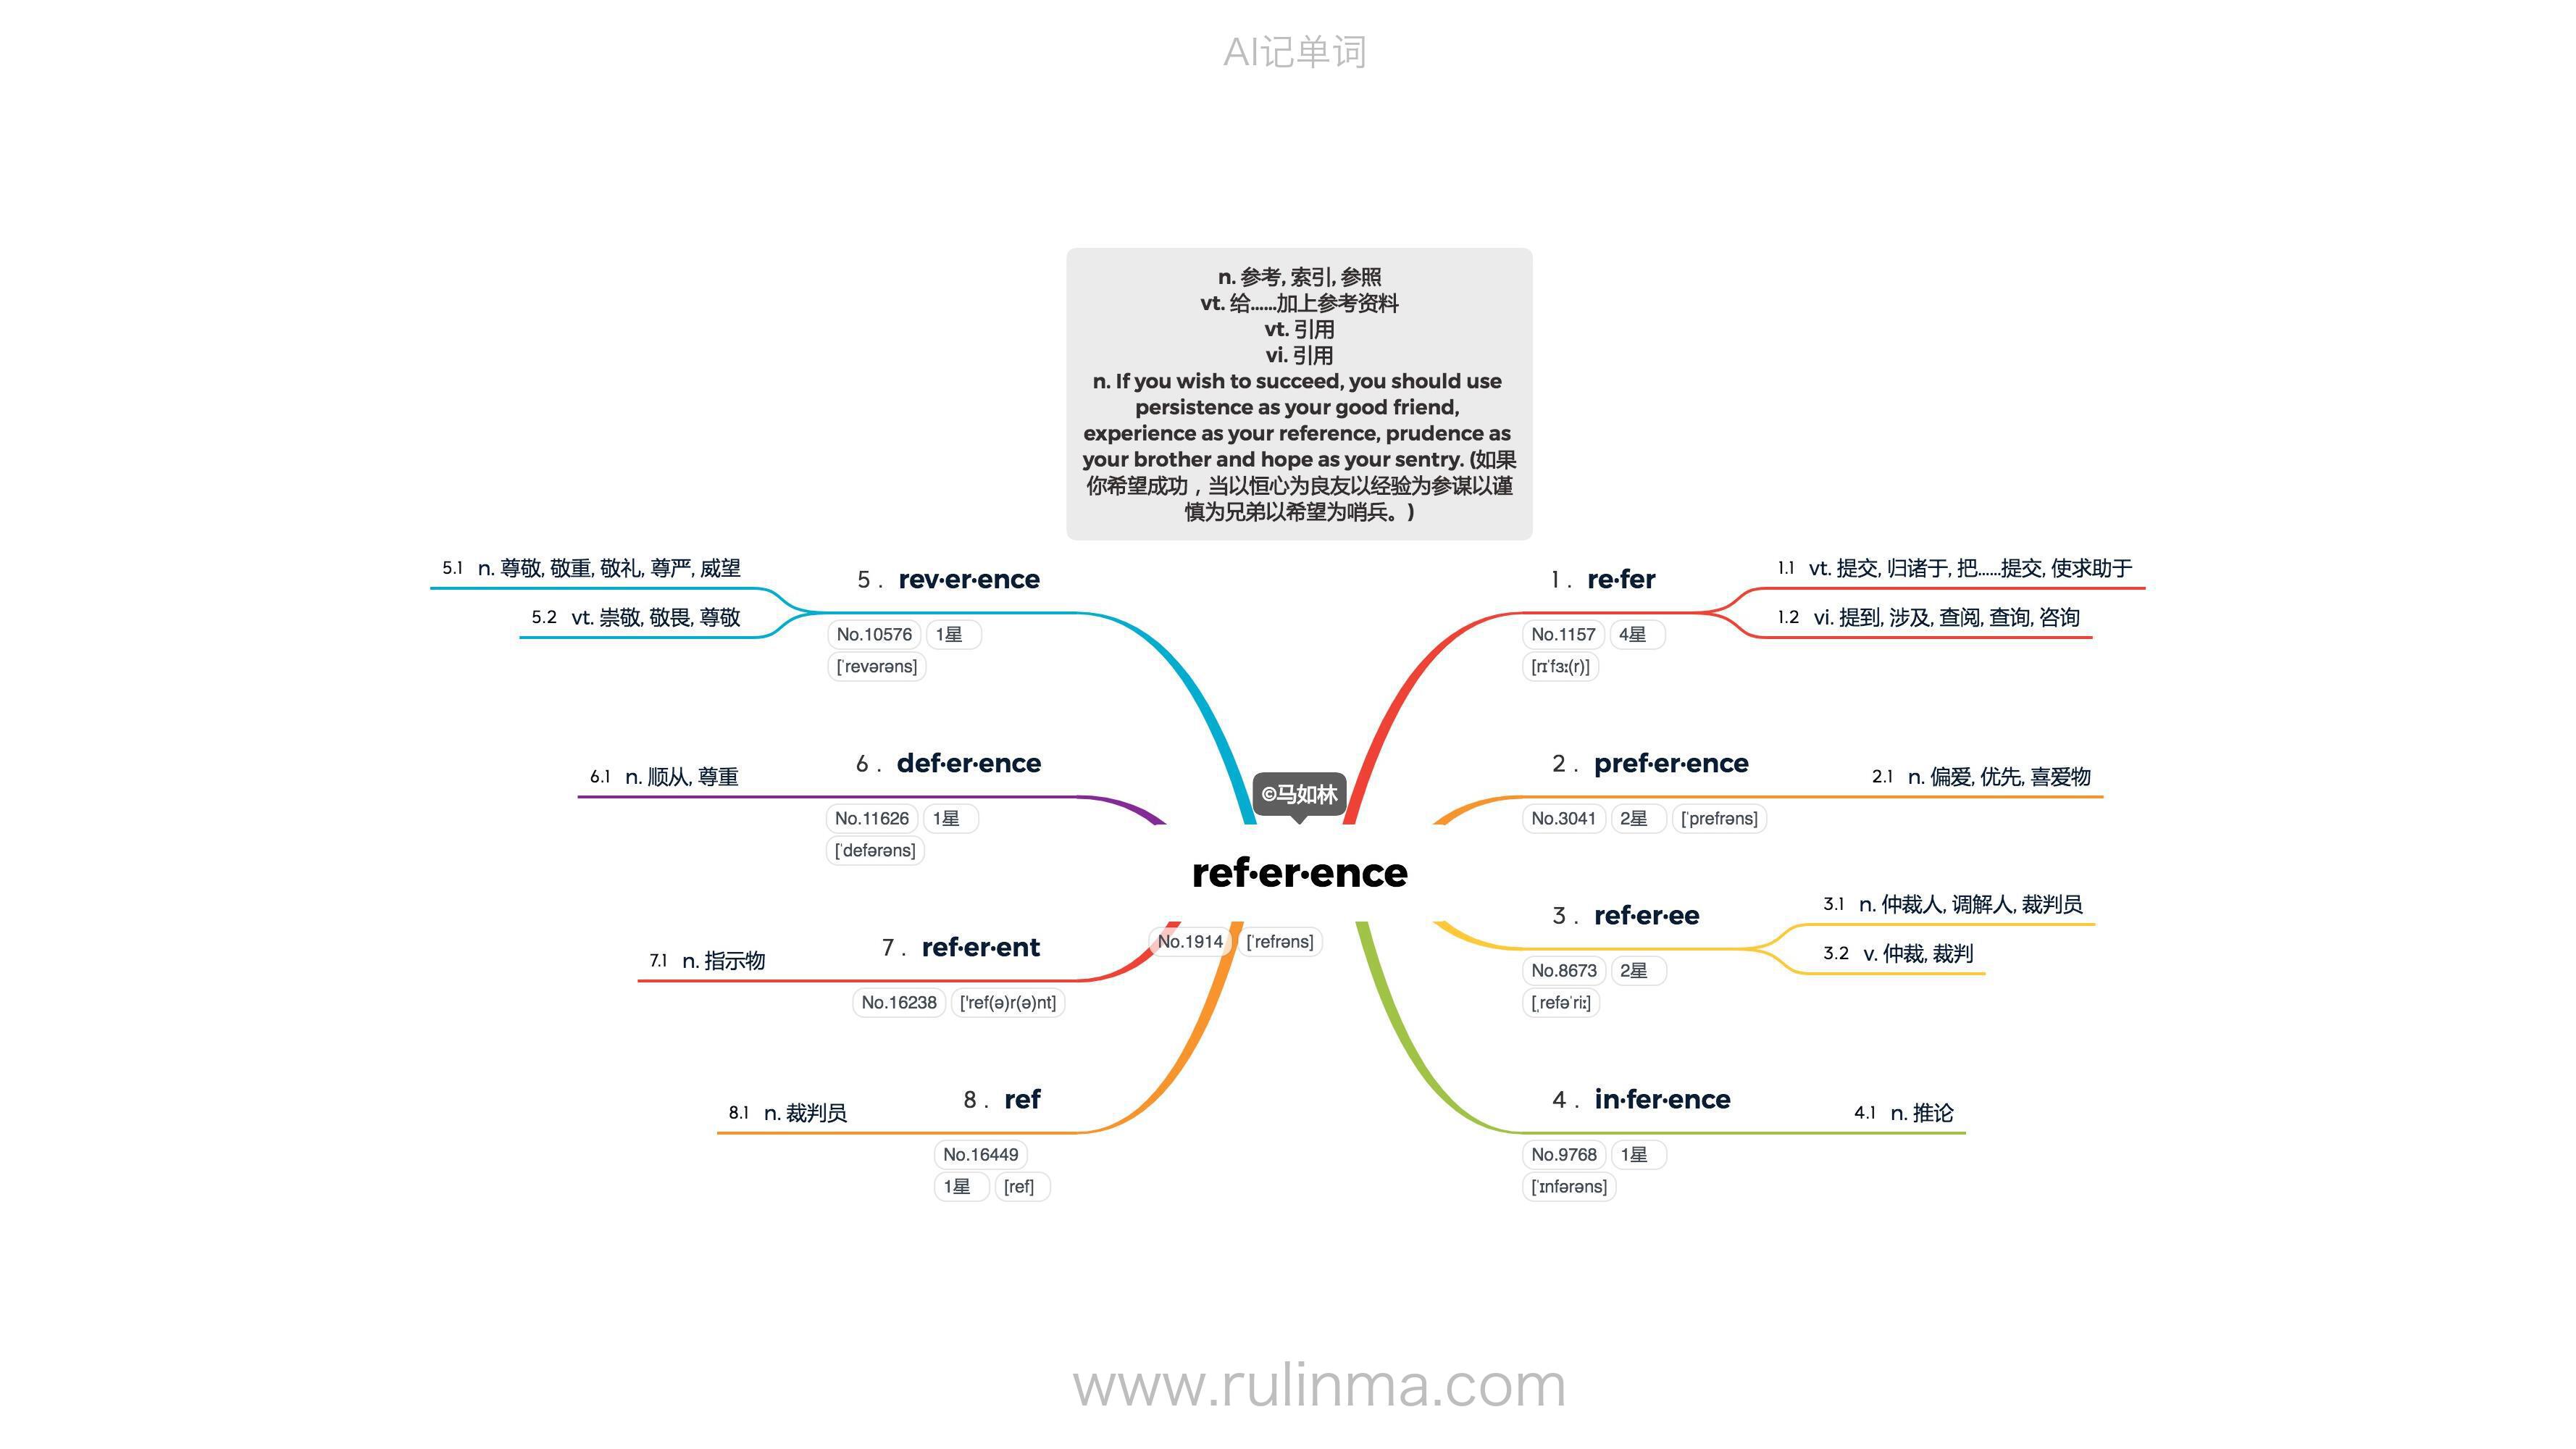 AI记单词
n. 参考, 索引, 参照
vt. 给......加上参考资料
vt. 引用
vi. 引用
n. If you wish to succeed, you should use
persistence as your good friend,
experience as your reference, prudence as
your brother and hope as your sentry. (如果
你希望成功，当以恒心为良友以经验为参谋以谨
慎为兄弟以希望为哨兵。)
©马如林
ref·er·ence
No.1914 [ˈrefrəns]
1. re·fer
No.1157 4星
[rɪˈfɜː(r)]
1.1 vt. 提交, 归诸于, 把......提交, 使求助于
1.2 vi. 提到, 涉及, 查阅, 查询, 咨询
2. pref·er·ence
No.3041 2星 [ˈprefrəns]
2.1 n. 偏爱, 优先, 喜爱物
3. ref·er·ee
No.8673 2星
[ˌrefəˈriː]
3.1 n. 仲裁人, 调解人, 裁判员
3.2 v. 仲裁, 裁判
4. in·fer·ence
No.9768 1星
[ˈɪnfərəns]
4.1 n. 推论
5. rev·er·ence
No.10576 1星
[ˈrevərəns]
5.1 n. 尊敬, 敬重, 敬礼, 尊严, 威望
5.2 vt. 崇敬, 敬畏, 尊敬
6. def·er·ence
No.11626 1星
[ˈdefərəns]
6.1 n. 顺从, 尊重
7. ref·er·ent
No.16238 ['ref(ə)r(ə)nt]
7.1 n. 指示物
8. ref
No.16449
1星 [ref]
8.1 n. 裁判员
www.rulinma.com